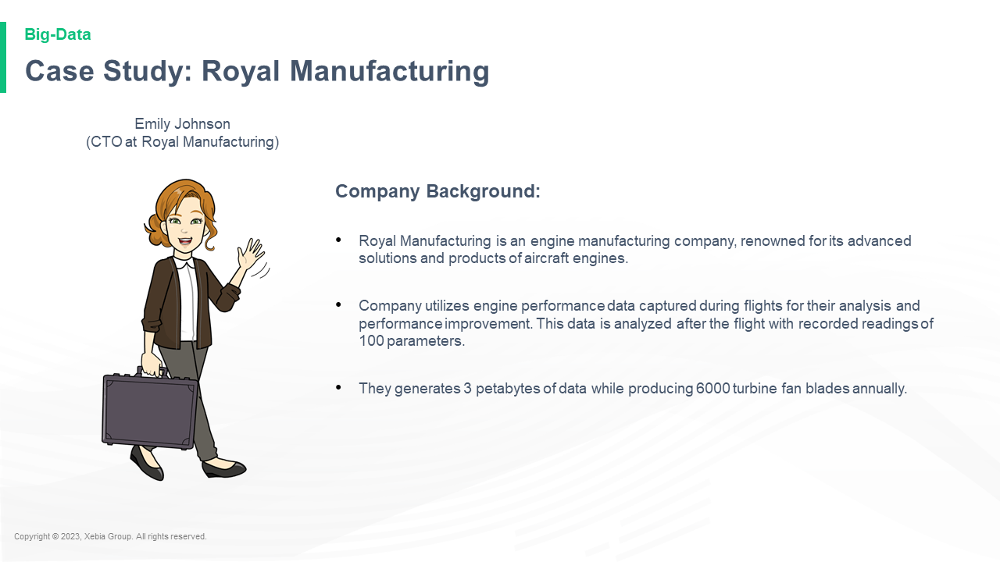 Big-Data
Case Study: Royal Manufacturing
Emily Johnson
(CTO at Royal Manufacturing)
Company Background:
• Royal Manufacturing is an engine manufacturing company, renowned for its advanced
solutions and products of aircraft engines.
• Company utilizes engine performance data captured during flights for their analysis and
performance improvement. This data is analyzed after the flight with recorded readings of
100 parameters.
• They generates 3 petabytes of data while producing 6000 turbine fan blades annually.
Copyright © 2023, Xebia Group. All rights reserved.